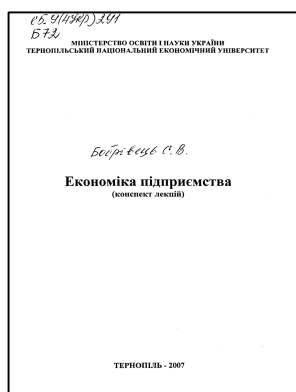 65.9(4Укр)291
Б72
МІНІСТЕРСТВО ОСВІТИ І НАУКИ УКРАЇНИ
ТЕРНОПІЛЬСЬКИЙ НАЦІОНАЛЬНИЙ ЕКОНОМІЧНИЙ УНІВЕРСИТЕТ
Бобрівець С. В.
Економіка підприємства
(конспект лекцій)
ТЕРНОПІЛЬ - 2007